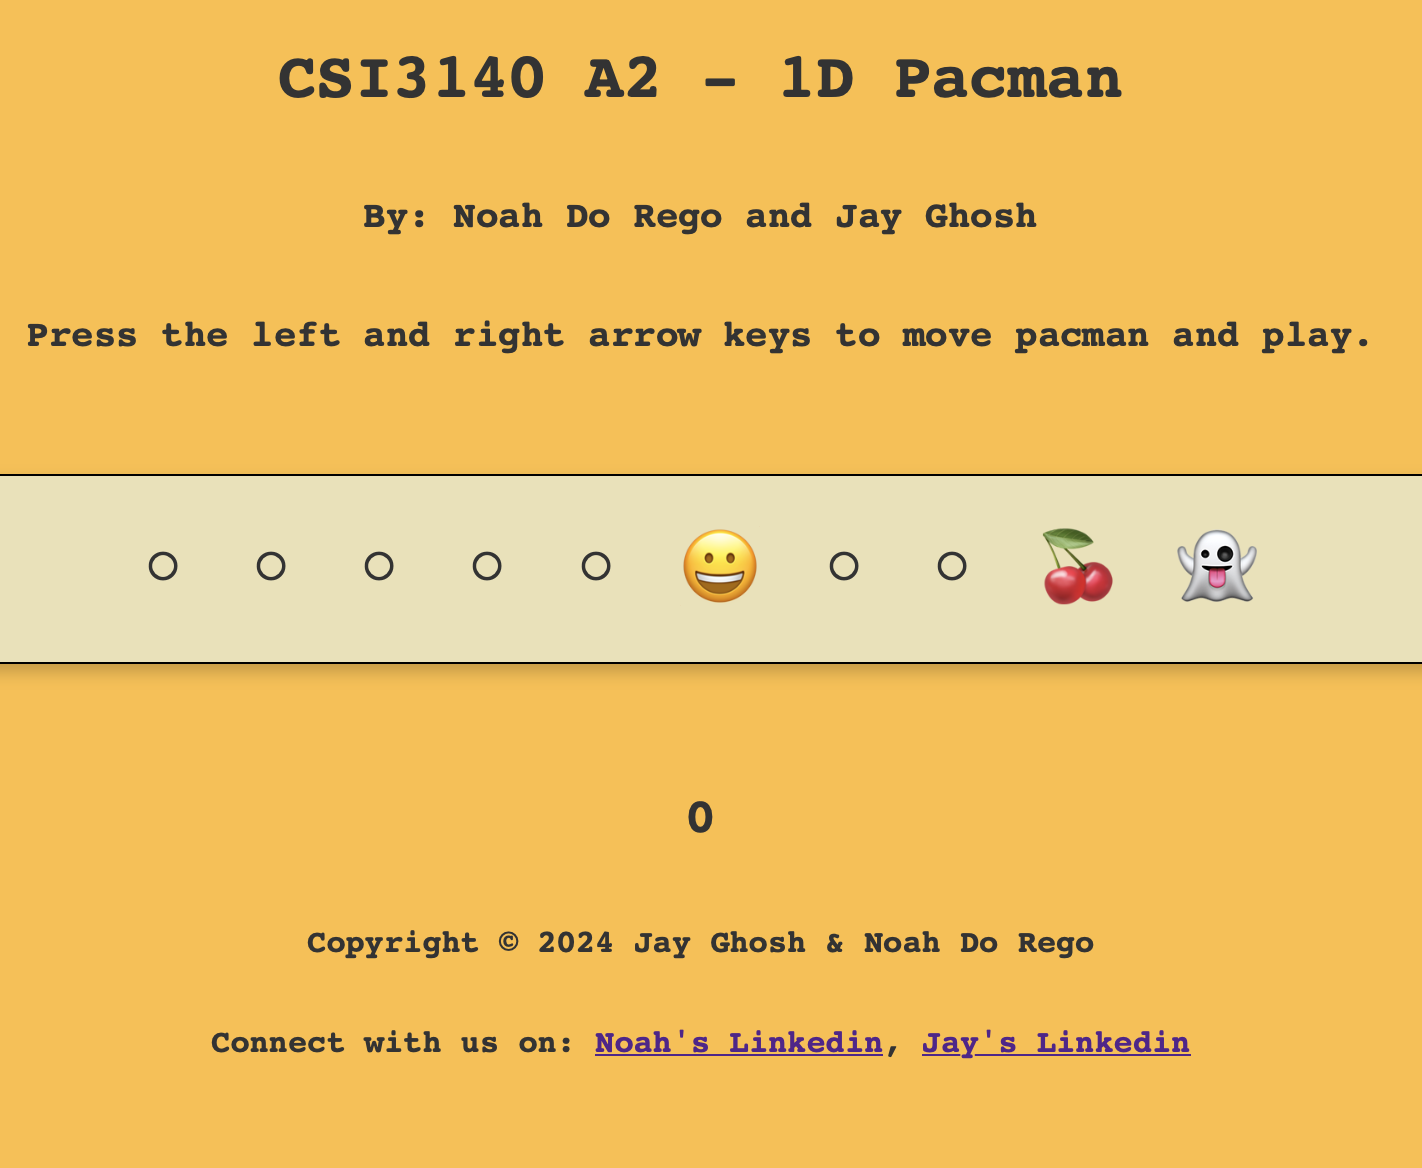 CSI3140 A2 - 1D Pacman
By: Noah Do Rego and Jay Ghosh
Press the left and right arrow keys to move pacman and play.
0
Copyright © 2024 Jay Ghosh & Noah Do Rego
Connect with us on: Noah's Linkedin, Jay's Linkedin